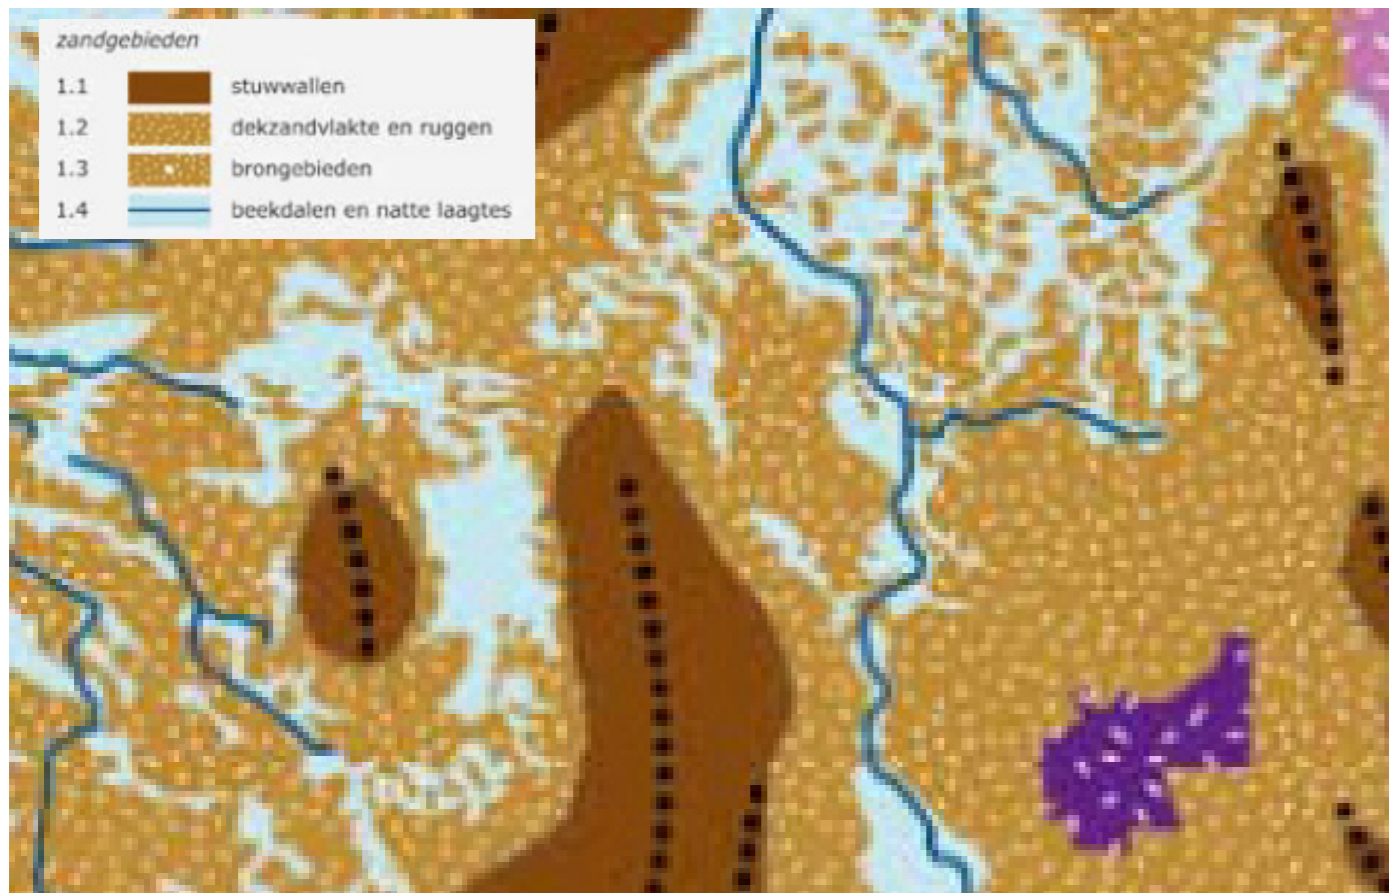 zandgebieden
1.1 stuwwallen
1.2 dekzandvlakte en ruggen
1.3 brongebieden
1.4 beekdalen en natte laagtes